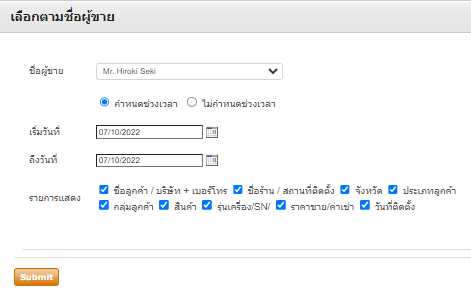 เลือกตามชื่อผู้ขาย
ชื่อผู้ขาย Mr. Hiroki Seki
กำหนดช่วงเวลา ไม่กำหนดช่วงเวลา
เริ่มวันที่ 07/10/2022
ถึงวันที่ 07/10/2022
รายการแสดง ชื่อลูกค้า / บริษัท + เบอร์โทร ชื่อร้าน / สถานที่ติดตั้ง จังหวัด ประเภทลูกค้า
กลุ่มลูกค้า สินค้า รุ่นเครื่อง/SN/ ราคาขาย/ค่าเช่า วันที่ติดตั้ง
Submit